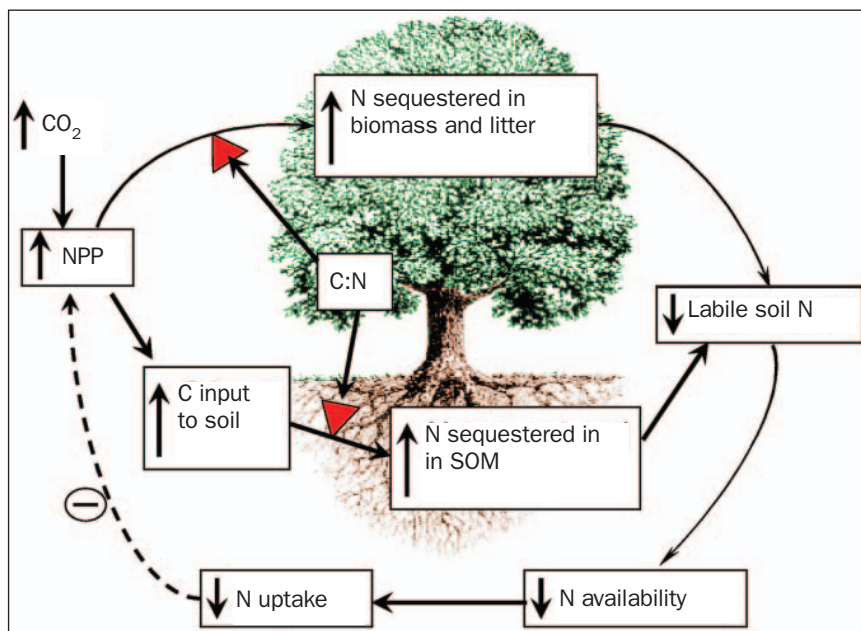 N sequestered in
biomass and litter
CO₂
NPP
C:N
Labile soil N
C input
to soil
N sequestered in
in SOM
−
N uptake
N availability